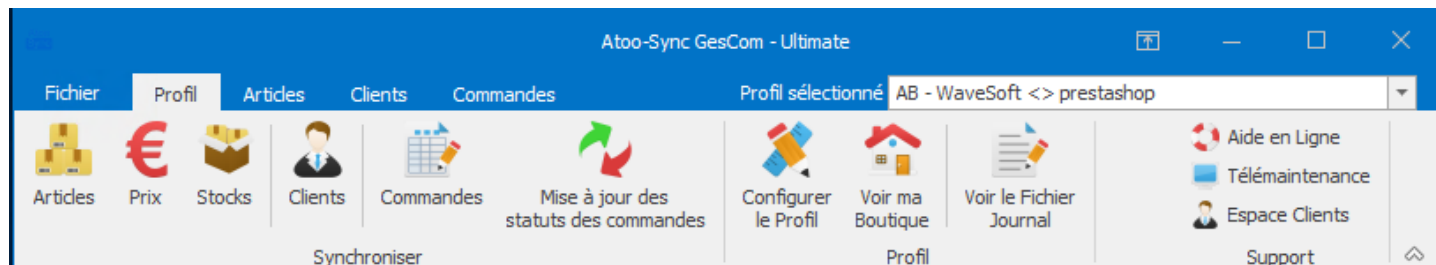 Atoo-Sync GesCom - Ultimate
Fichier Profil Articles Clients Commandes Profil sélectionné AB - WaveSoft <> prestashop
Articles Prix Stocks Clients Commandes Mise à jour des
statuts des commandes
Configurer
le Profil
Voir ma
Boutique
Voir le Fichier
Journal
Aide en Ligne
Télémaintenance
Espace Clients
Synchroniser Profil Support